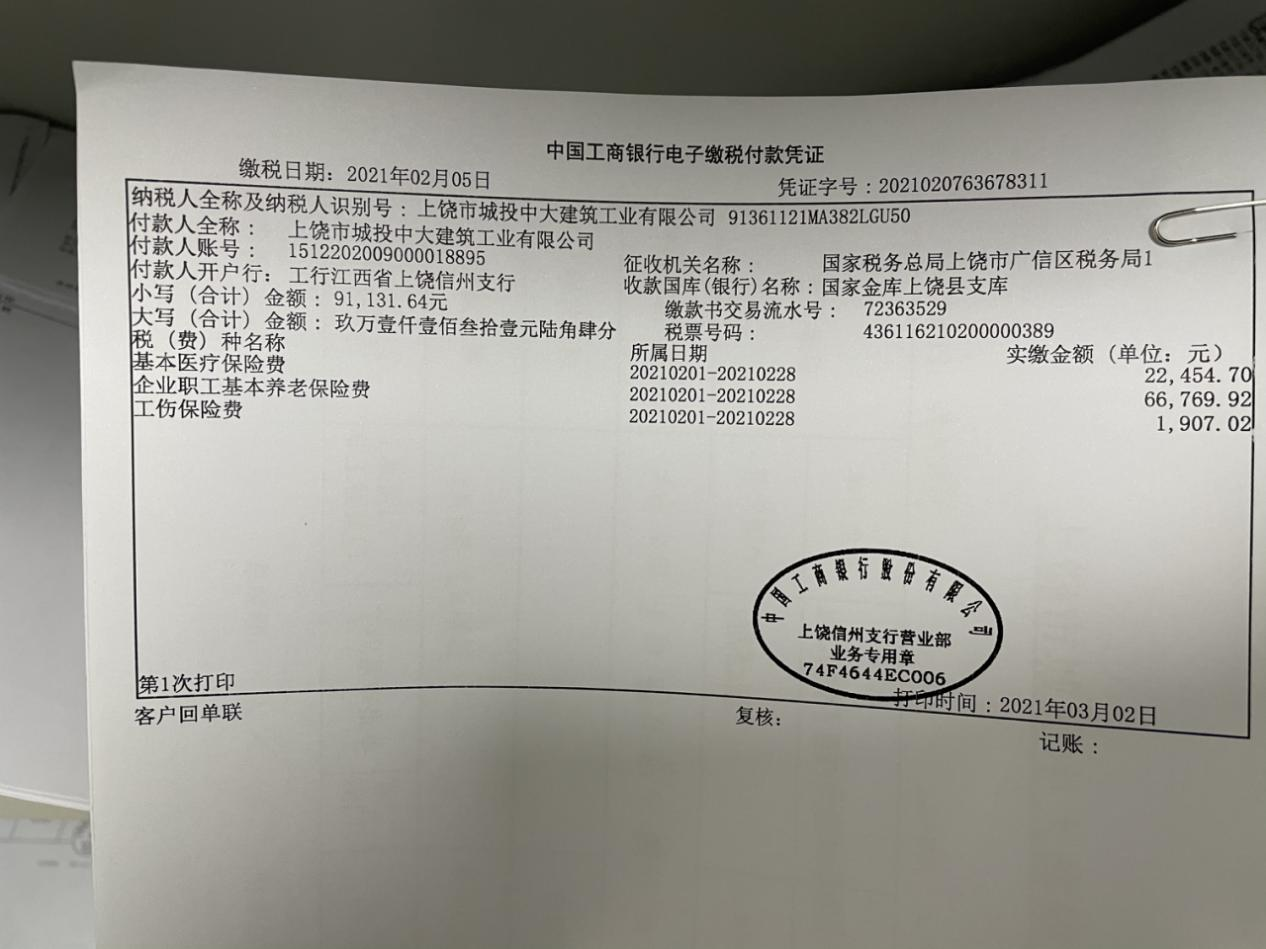 中国工商银行电子缴税付款凭证
缴税日期：2021年02月05日 凭证字号：2021020763678311
纳税人全称及纳税人识别号：上饶市城投中大建筑工业有限公司 91361121MA382LGU50
付款人全称： 上饶市城投中大建筑工业有限公司
付款人账号： 1512202009000018895 征收机关名称： 国家税务总局上饶市广信区税务局1
付款人开户行： 工行江西省上饶信州支行 收款国库(银行)名称：国家金库上饶县支库
小写（合计）金额：91,131.64元 缴款书交易流水号： 72363529
大写（合计）金额：玖万壹仟壹佰叁拾壹元陆角肆分 税票号码： 436116210200000389
税（费）种名称 所属日期 实缴金额（单位：元）
基本医疗保险费 20210201-20210228 22,454.70
企业职工基本养老保险费 20210201-20210228 66,769.92
工伤保险费 20210201-20210228 1,907.02
中国工商银行股份有限公司
上饶信州支行营业部
业务专用章
74F4644EC006
第1次打印 打印时间：2021年03月02日
客户回单联 复核： 记账：